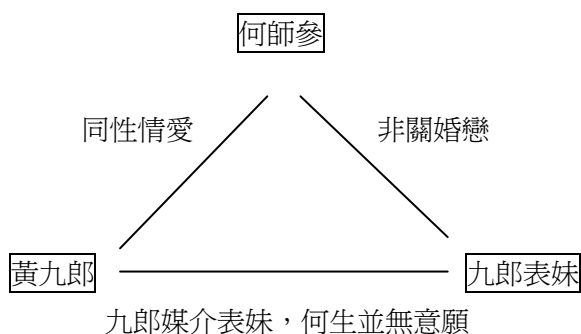 何師參
同性情愛
非關婚戀
黃九郎
九郎表妹
九郎媒介表妹，何生並無意願